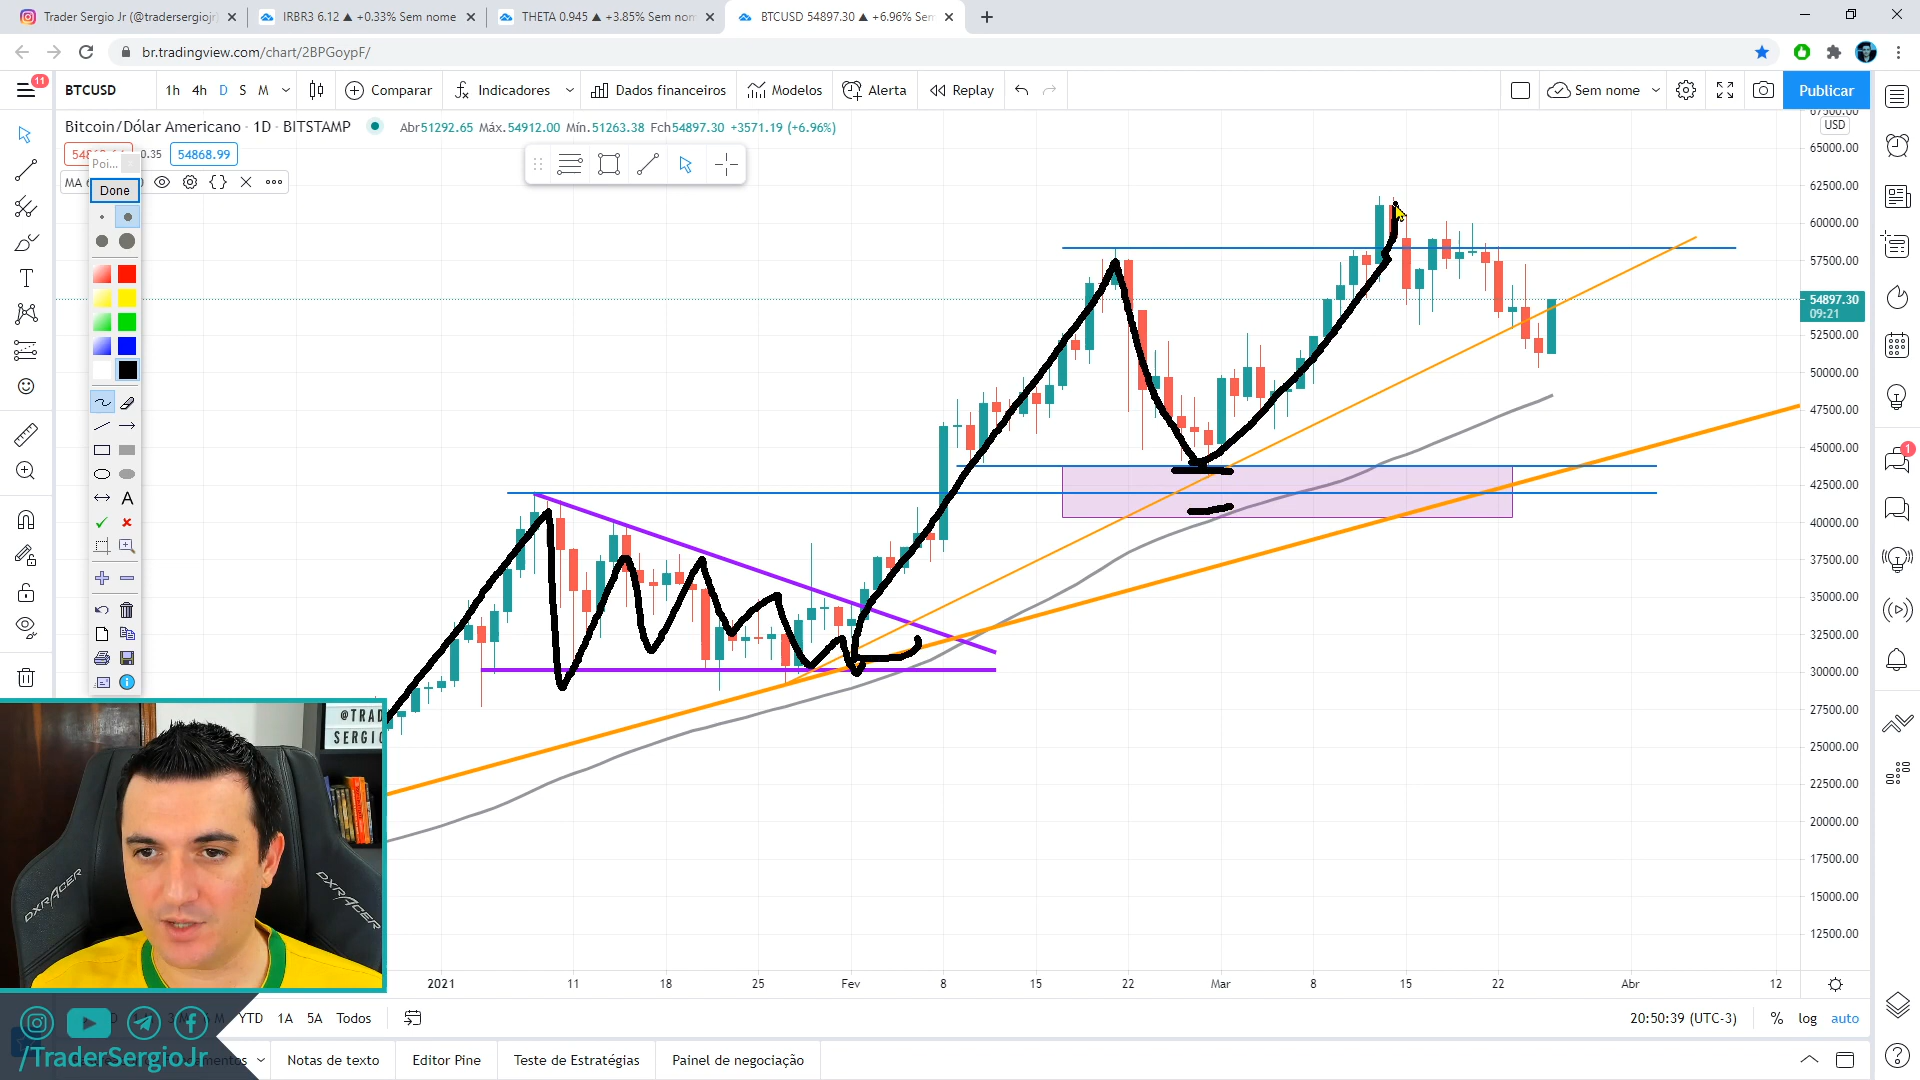 Trader Sergio Jr (@tradersergiojr
IRBR3 6.12 ▲ +0.33% Sem nome
THETA 0.945 ▲ +3.85% Sem nom
BTCUSD 54897.30 ▲ +6.96% Sem
br.tradingview.com/chart/2BPGoypF/
11
BTCUSD
1h 4h D S M
Comparar
Indicadores
Dados financeiros
Modelos
Alerta
Replay
Sem nome
Publicar
Bitcoin/Dólar Americano · 1D · BITSTAMP
Abr51292.65 Máx.54912.00 Mín.51263.38 Fch54897.30 +3571.19 (+6.96%)
0.35
54868.99
Poi...
MA
Done
A
USD
65000.00
62500.00
60000.00
57500.00
54897.30
09:21
52500.00
50000.00
47500.00
45000.00
42500.00
40000.00
37500.00
35000.00
32500.00
30000.00
27500.00
25000.00
22500.00
20000.00
17500.00
15000.00
12500.00
1
@TRAD
SERGIO
DXRACER
DXRACER
2021 11 18 25 Fev 8 15 22 Mar 8 15 22 Abr 12
YTD 1A 5A Todos
20:50:39 (UTC-3)
% log auto
/TraderSergioJr
Notas de texto
Editor Pine
Teste de Estratégias
Painel de negociação